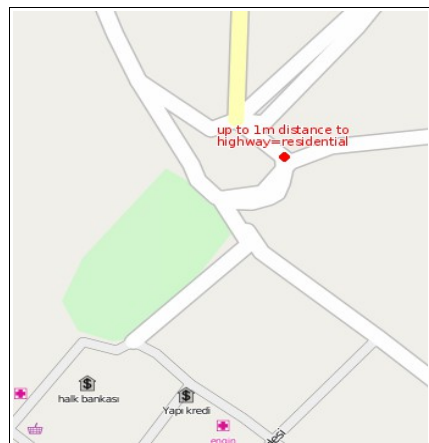 up to 1m distance to
highway=residential
halk bankası
Yapı kredi
engin